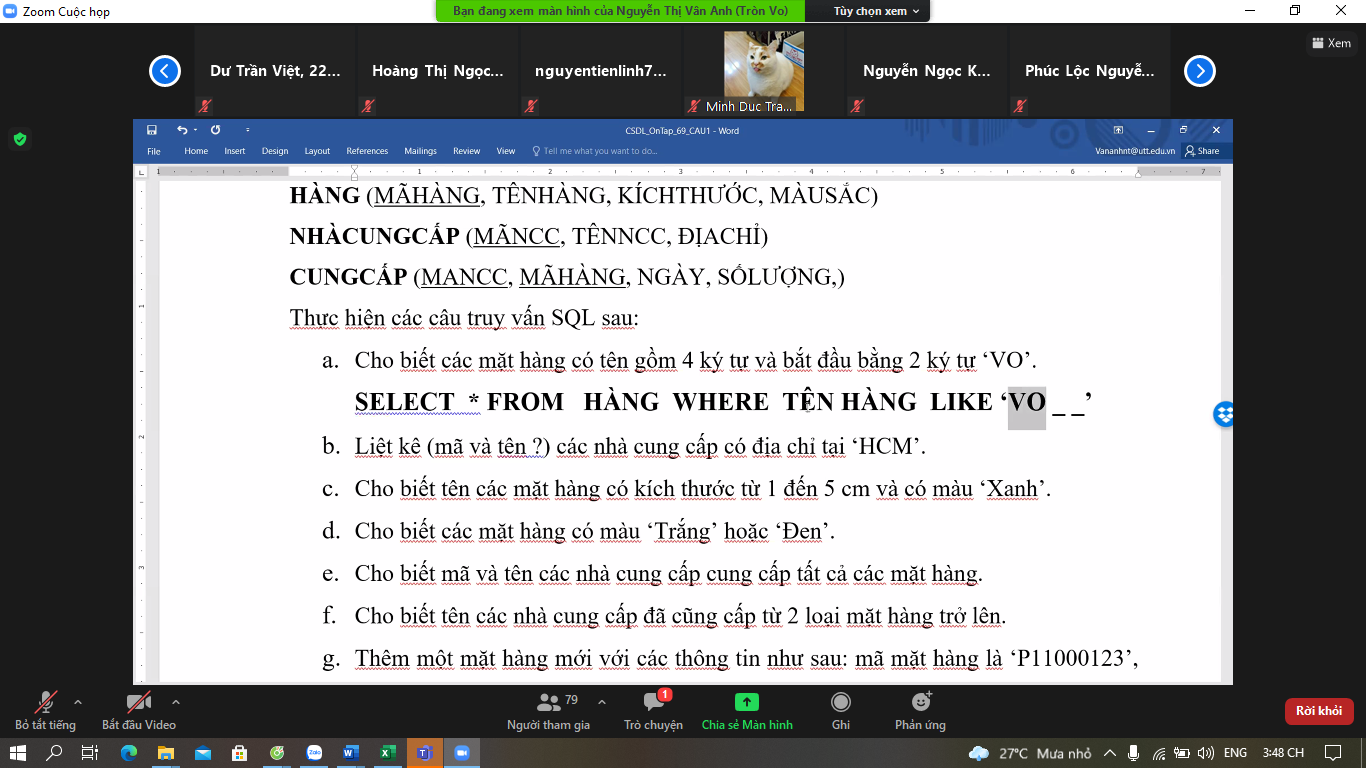 Zoom Cuộc họp
Bạn đang xem màn hình của Nguyễn Thị Vân Anh (Tròn Vo)
Tùy chọn xem
Xem
Dư Trần Việt, 22...
Hoàng Thị Ngọc...
nguyentienlinh7...
Minh Duc Tra...
Nguyễn Ngọc K...
Phúc Lộc Nguyễ...
CSDL_OnTap_69_CAU1 - Word
File Home Insert Design Layout References Mailings Review View Tell me what you want to do...
Vananhnt@utt.edu.vn Share
1 1 2 3 4 5 6 7
HÀNG (MÃHÀNG, TÊNHÀNG, KÍCHTHƯỚC, MÀUSẮC)
NHÀCUNGCẤP (MÃNCC, TÊNNCC, ĐỊACHỈ)
CUNGCẤP (MANCC, MÃHÀNG, NGÀY, SỐLƯỢNG,)
Thực hiện các câu truy vấn SQL sau:
a. Cho biết các mặt hàng có tên gồm 4 ký tự và bắt đầu bằng 2 ký tự ‘VO’.
SELECT * FROM HÀNG WHERE TÊN HÀNG LIKE ‘VO _ _’
b. Liệt kê (mã và tên ?) các nhà cung cấp có địa chỉ tại ‘HCM’.
c. Cho biết tên các mặt hàng có kích thước từ 1 đến 5 cm và có màu ‘Xanh’.
d. Cho biết các mặt hàng có màu ‘Trắng’ hoặc ‘Đen’.
e. Cho biết mã và tên các nhà cung cấp cung cấp tất cả các mặt hàng.
f. Cho biết tên các nhà cung cấp đã cũng cấp từ 2 loại mặt hàng trở lên.
g. Thêm một mặt hàng mới với các thông tin như sau: mã mặt hàng là ‘P11000123’,
1
2
3
Bỏ tắt tiếng
Bắt đầu Video
79
Người tham gia
1
Trò chuyện
Chia sẻ Màn hình
Ghi
Phản ứng
Rời khỏi
27°C Mưa nhỏ
ENG
3:48 CH